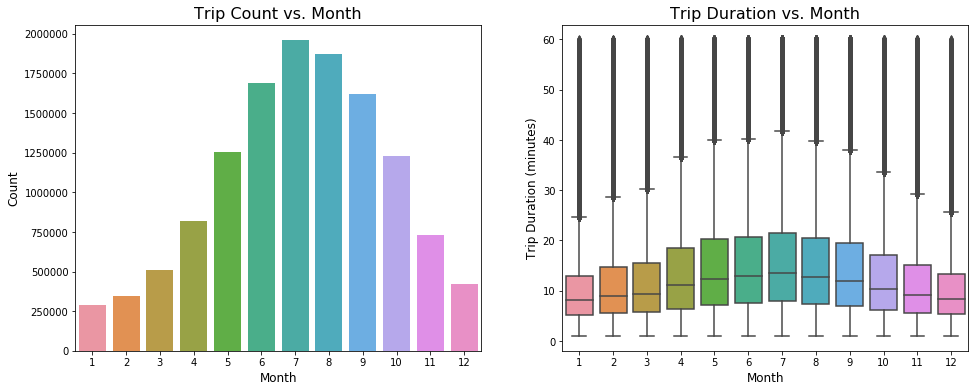 Trip Count vs. Month
2000000
1750000
1500000
1250000
1000000
750000
500000
250000
0
Count
1 2 3 4 5 6 7 8 9 10 11 12
Month
Trip Duration vs. Month
60
50
40
30
20
10
0
Trip Duration (minutes)
1 2 3 4 5 6 7 8 9 10 11 12
Month